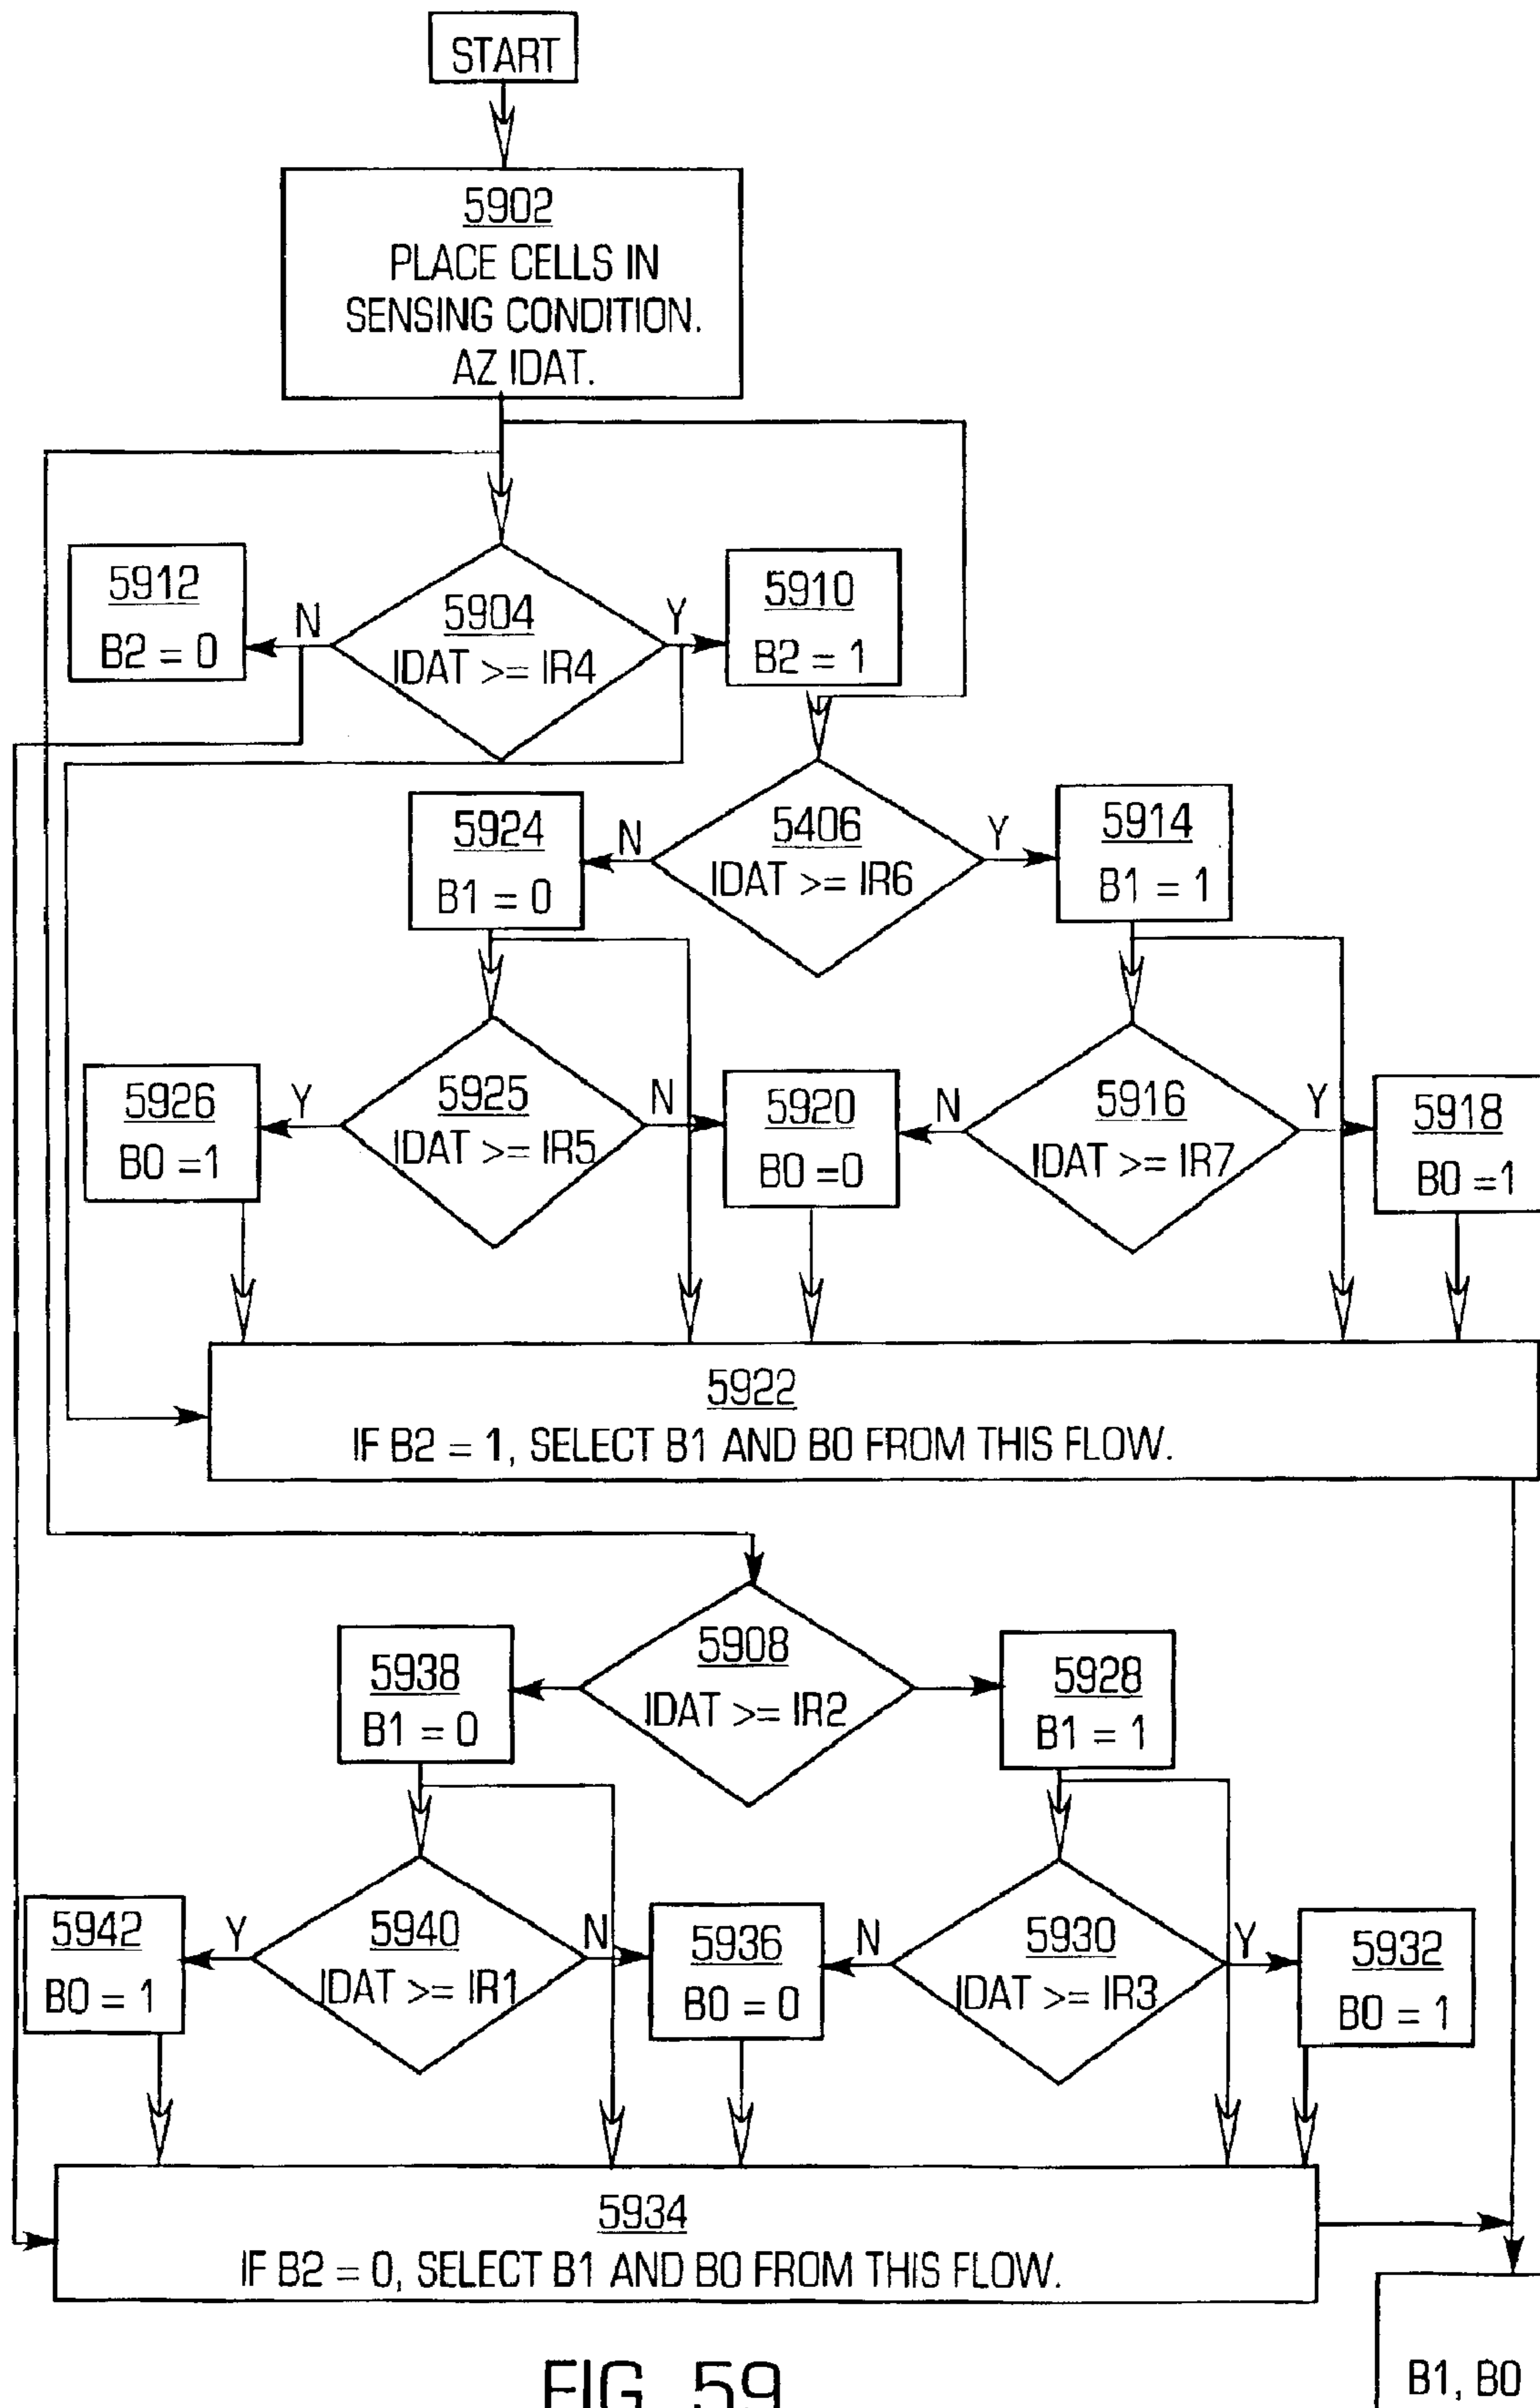 START
5902
PLACE CELLS IN
SENSING CONDITION.
AZ IDAT.
5912
B2 = 0
N
5904
IDAT >= IR4
Y
5910
B2 = 1
5924
B1 = 0
N
5406
IDAT >= IR6
Y
5914
B1 = 1
5926
B0 =1
Y
5925
IDAT >= IR5
N
5920
B0 =0
N
5916
IDAT >= IR7
Y
5918
B0 =1
5922
IF B2 = 1, SELECT B1 AND B0 FROM THIS FLOW.
5938
B1 = 0
5908
IDAT >= IR2
5928
B1 = 1
5942
B0 = 1
Y
5940
IDAT >= IR1
N
5936
B0 = 0
N
5930
IDAT >= IR3
Y
5932
B0 = 1
5934
IF B2 = 0, SELECT B1 AND B0 FROM THIS FLOW.
B1, B0
FIG. 59